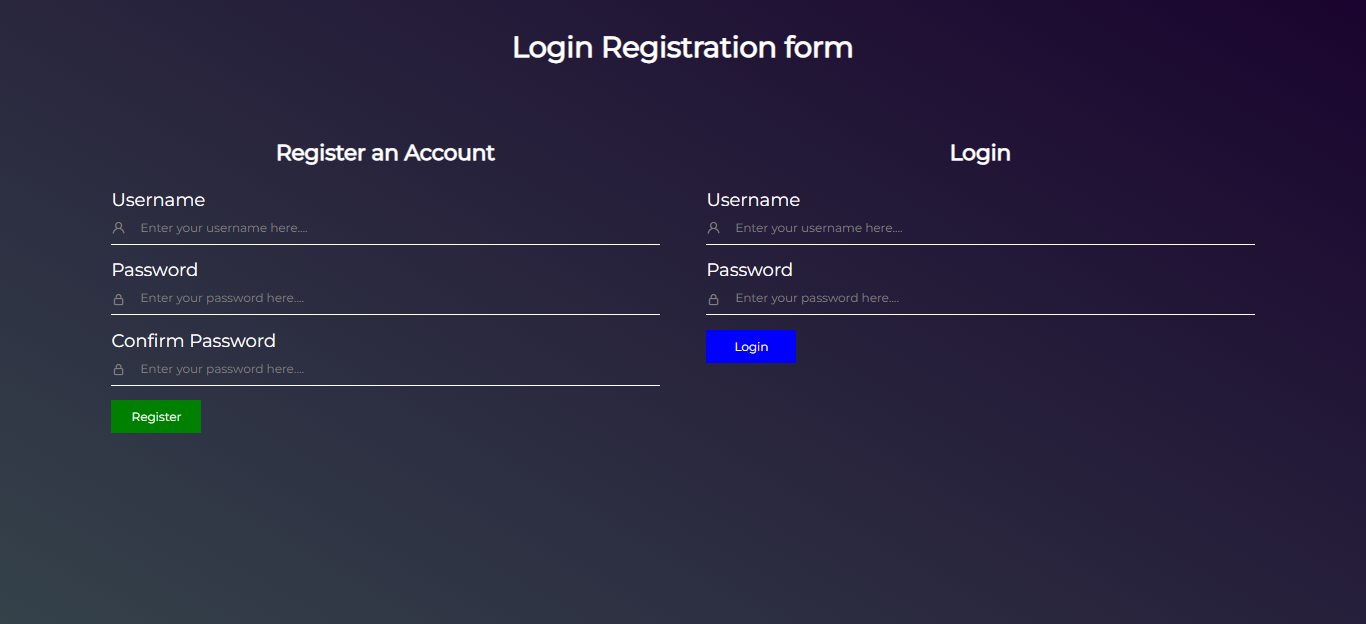 Login Registration form
Register an Account
Username
Enter your username here....
Password
Enter your password here....
Confirm Password
Enter your password here....
Register
Login
Username
Enter your username here....
Password
Enter your password here....
Login